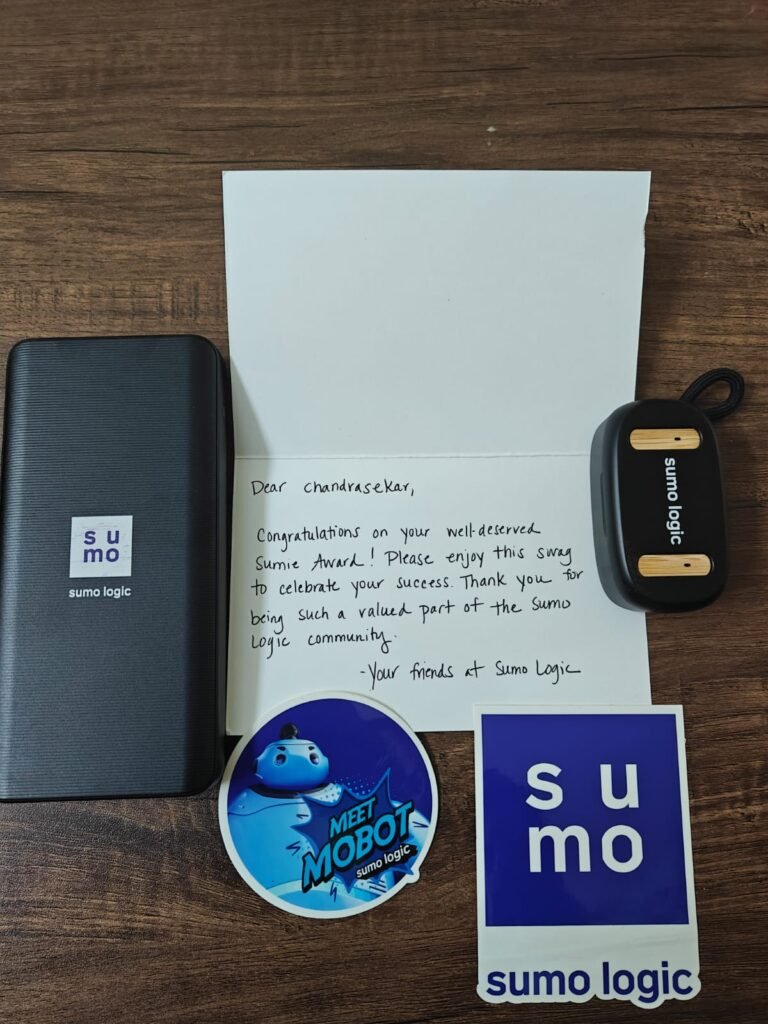 su
mo
sumo logic
Dear Chandrasekar,
Congratulations on your well-deserved
Sumie Award! Please enjoy this swag
to celebrate your success. Thank you for
being such a valued part of the Sumo
Logic community.
-Your friends at Sumo Logic
sumo logic
MEET
MOBOT
sumo logic
su
mo
sumo logic